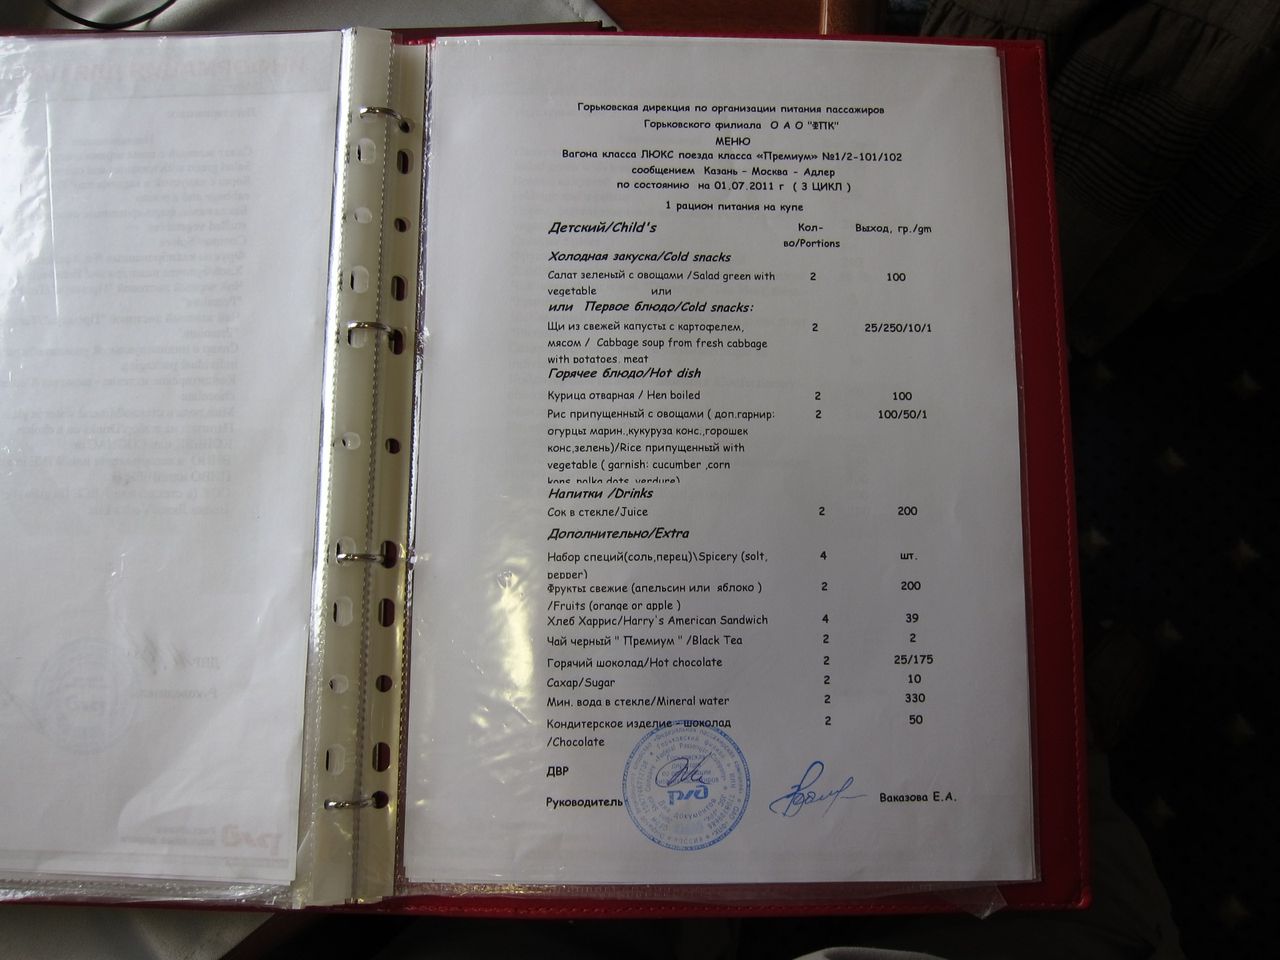 Горьковская дирекция по организации питания пассажиров
Горьковского филиала О А О "ФПК"
МЕНЮ
Вагона класса ЛЮКС поезда класса «Премиум» №1/2-101/102
сообщением Казань - Москва - Адлер
по состоянию на 01.07.2011 г ( 3 ЦИКЛ )
1 рацион питания на купе
Детский/Child's Кол- Выход, гр./gm
во/Portions
Холодная закуска/Cold snacks
Салат зеленый с овощами /Salad green with 2 100
vegetable или
или Первое блюдо/Cold snacks:
Щи из свежей капусты с картофелем, 2 25/250/10/1
мясом / Cabbage soup from fresh cabbage
with potatoes, meat
Горячее блюдо/Hot dish
Курица отварная / Hen boiled 2 100
Рис припущенный с овощами ( доп.гарнир: 2 100/50/1
огурцы марин.,кукуруза конс.,горошек
конс,зелень)/Rice припущенный with
vegetable ( garnish: cucumber ,corn
kons,polka dots, verdure)
Напитки /Drinks
Сок в стекле/Juice 2 200
Дополнительно/Extra
Набор специй(соль,перец)\Spicery (solt, 4 шт.
pepper)
Фрукты свежие (апельсин или яблоко ) 2 200
/Fruits (orange or apple )
Хлеб Харрис/Harry's American Sandwich 4 39
Чай черный " Премиум " /Black Tea 2 2
Горячий шоколад/Hot chocolate 2 25/175
Сахар/Sugar 2 10
Мин. вода в стекле/Mineral water 2 330
Кондитерское изделие - шоколад 2 50
/Chocolate
ДВР
Руководитель Ваказова Е.А.